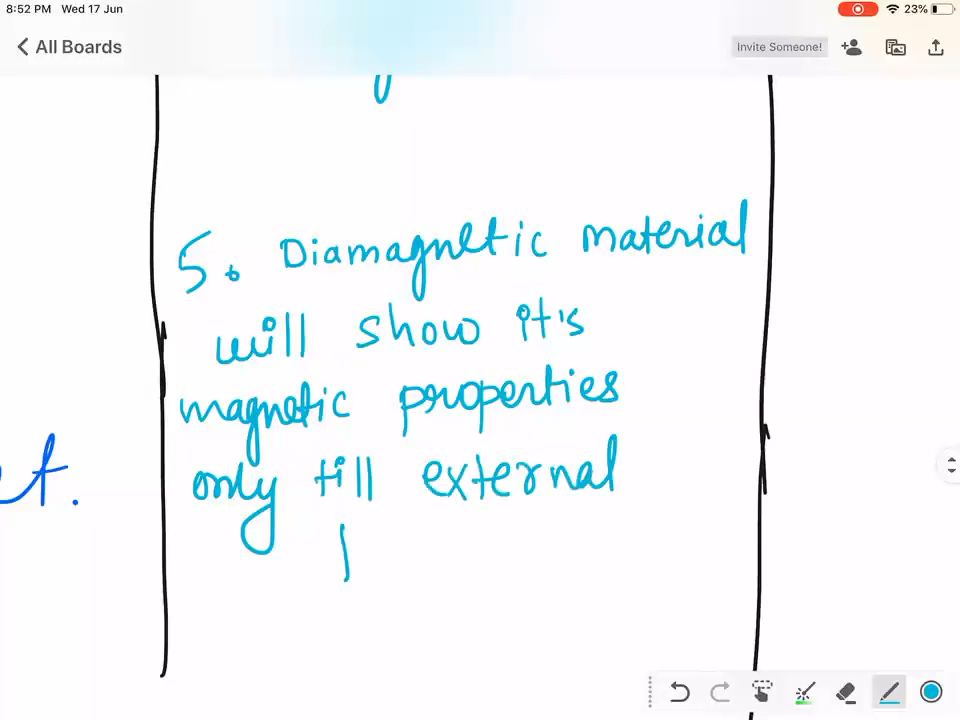 8:52 PM Wed 17 Jun
23%
All Boards
Invite Someone!
5. Diamagnetic material
will show it's
magnetic properties
only till external
et.